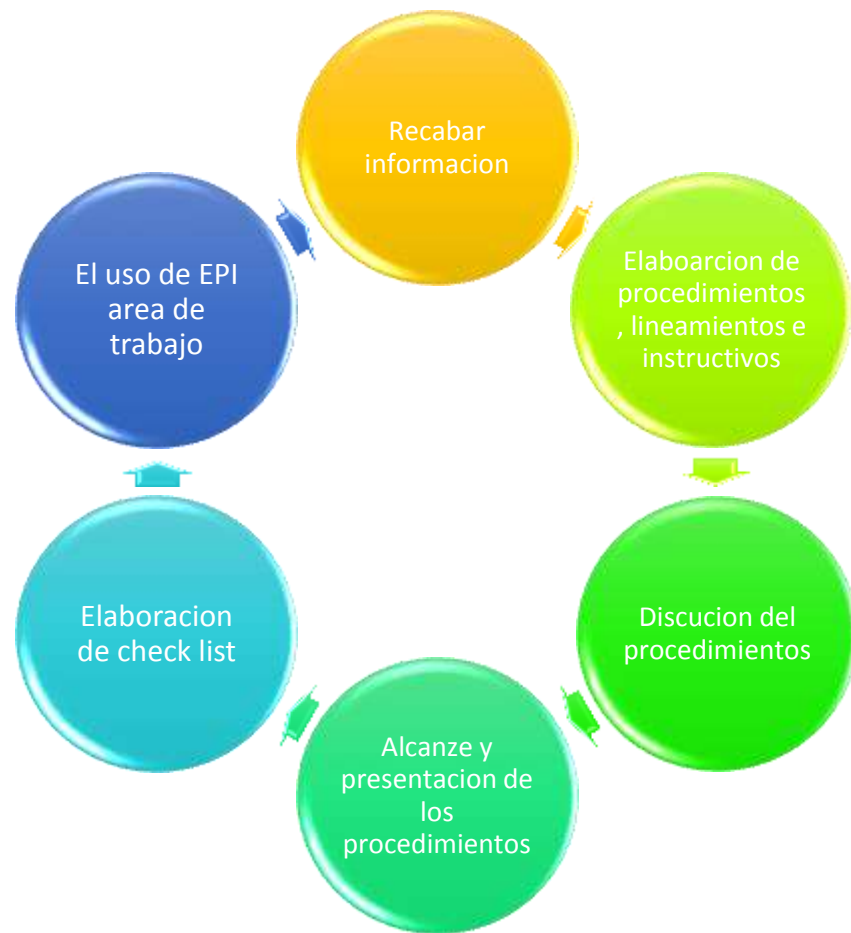 Recabar
informacion
Elaboarcion de
procedimientos
, lineamientos e
instructivos
Discucion del
procedimientos
Alcanze y
presentacion de
los
procedimientos
Elaboracion
de check list
El uso de EPI
area de
trabajo